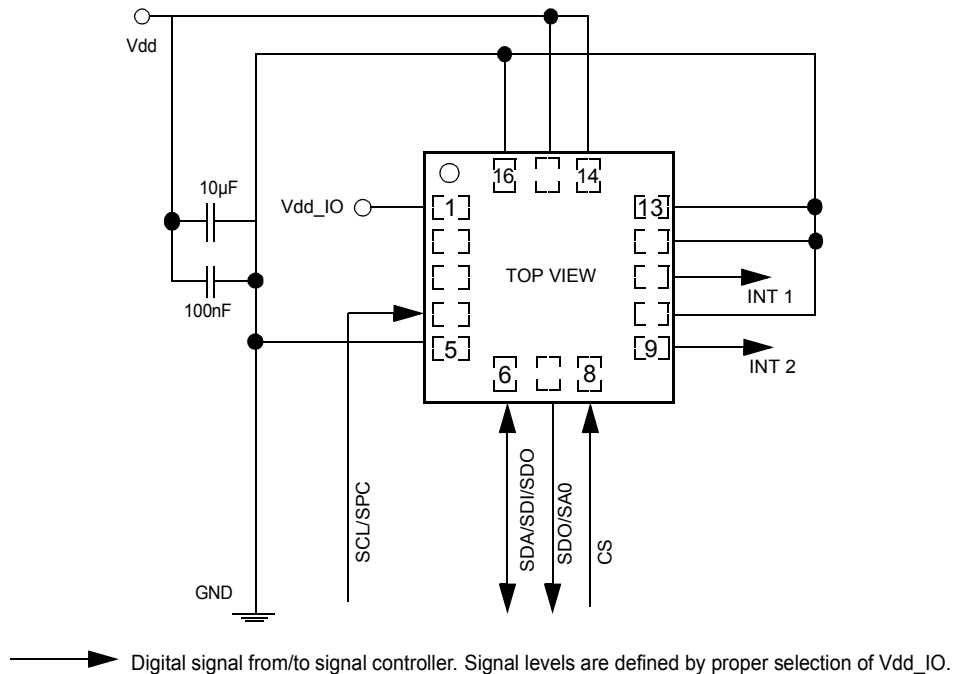 Vdd
10µF
Vdd_IO
100nF
16
14
1
13
TOP VIEW
INT 1
5
9
INT 2
6
8
SCL/SPC
SDA/SDI/SDO
SDO/SA0
CS
GND
Digital signal from/to signal controller. Signal levels are defined by proper selection of Vdd_IO.